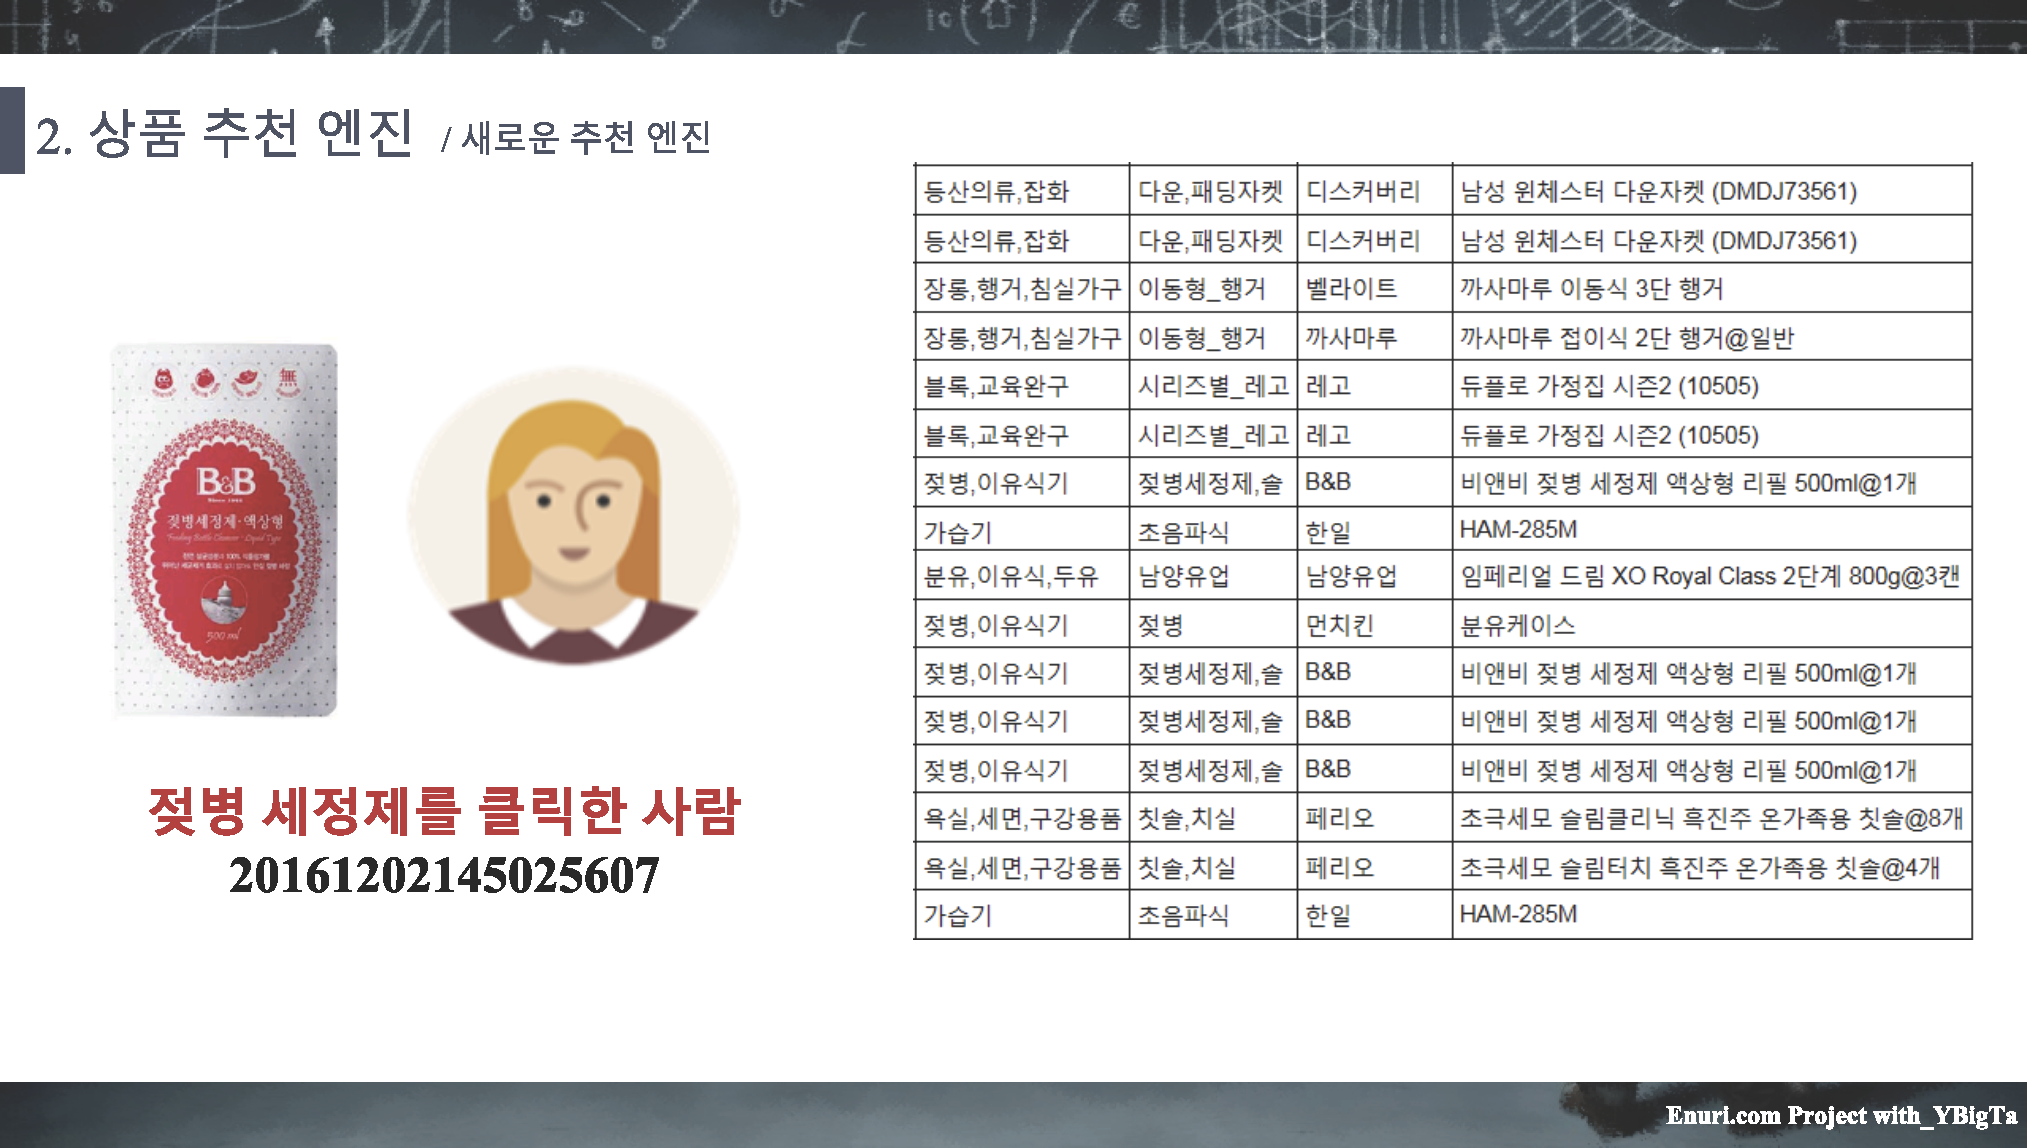 2. 상품 추천 엔진 / 새로운 추천 엔진
등산의류,잡화 다운,패딩자켓 디스커버리 남성 윈체스터 다운자켓 (DMDJ73561)
등산의류,잡화 다운,패딩자켓 디스커버리 남성 윈체스터 다운자켓 (DMDJ73561)
장롱,행거,침실가구 이동형_행거 벨라이트 까사마루 이동식 3단 행거
장롱,행거,침실가구 이동형_행거 까사마루 까사마루 접이식 2단 행거@일반
블록,교육완구 시리즈별_레고 레고 듀플로 가정집 시즌2 (10505)
블록,교육완구 시리즈별_레고 레고 듀플로 가정집 시즌2 (10505)
젖병,이유식기 젖병세정제,솔 B&B 비앤비 젖병 세정제 액상형 리필 500ml@1개
가습기 초음파식 한일 HAM-285M
분유,이유식,두유 남양유업 남양유업 임페리얼 드림 XO Royal Class 2단계 800g@3캔
젖병,이유식기 젖병 먼치킨 분유케이스
젖병,이유식기 젖병세정제,솔 B&B 비앤비 젖병 세정제 액상형 리필 500ml@1개
젖병,이유식기 젖병세정제,솔 B&B 비앤비 젖병 세정제 액상형 리필 500ml@1개
젖병,이유식기 젖병세정제,솔 B&B 비앤비 젖병 세정제 액상형 리필 500ml@1개
욕실,세면,구강용품 칫솔,치실 페리오 초극세모 슬림클리닉 흑진주 온가족용 칫솔@8개
욕실,세면,구강용품 칫솔,치실 페리오 초극세모 슬림터치 흑진주 온가족용 칫솔@4개
가습기 초음파식 한일 HAM-285M
無
B&B
Since 1880
젖병세정제·액상형
Feeding Bottle Cleanser · Liquid Type
500 ml
젖병 세정제를 클릭한 사람
20161202145025607
Enuri.com Project with_YBigTa